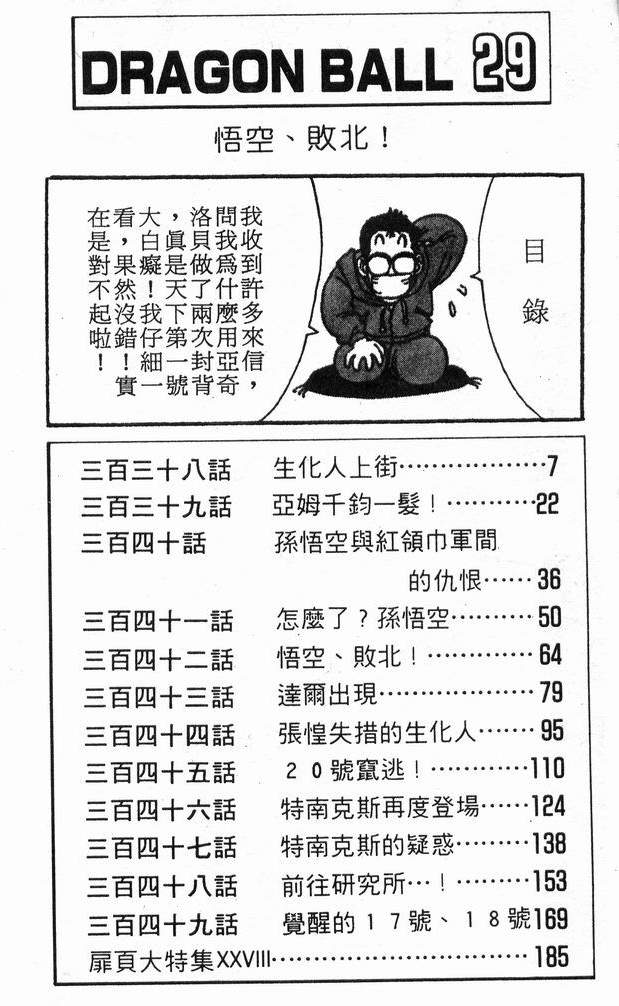 DRAGON BALL 29
悟空、敗北！
目錄
我收到許多來信，
問我爲什麼用亞奇
洛貝做了兩次封背
，眞是天下第一號
大白癡！我仔細一
看，果然沒錯！實
在是對不起啦！
三百三十八話 生化人上街………………7
三百三十九話 亞姆千鈞一髮！…………22
三百四十話 孫悟空與紅領巾軍間
的仇恨……36
三百四十一話 怎麼了？孫悟空…………50
三百四十二話 悟空、敗北！……………64
三百四十三話 達爾出現…………………79
三百四十四話 張惶失措的生化人………95
三百四十五話 ２０號竄逃！……………110
三百四十六話 特南克斯再度登場………124
三百四十七話 特南克斯的疑惑…………138
三百四十八話 前往研究所…！…………153
三百四十九話 覺醒的１７號、１８號169
扉頁大特集XXVIII……………………………185